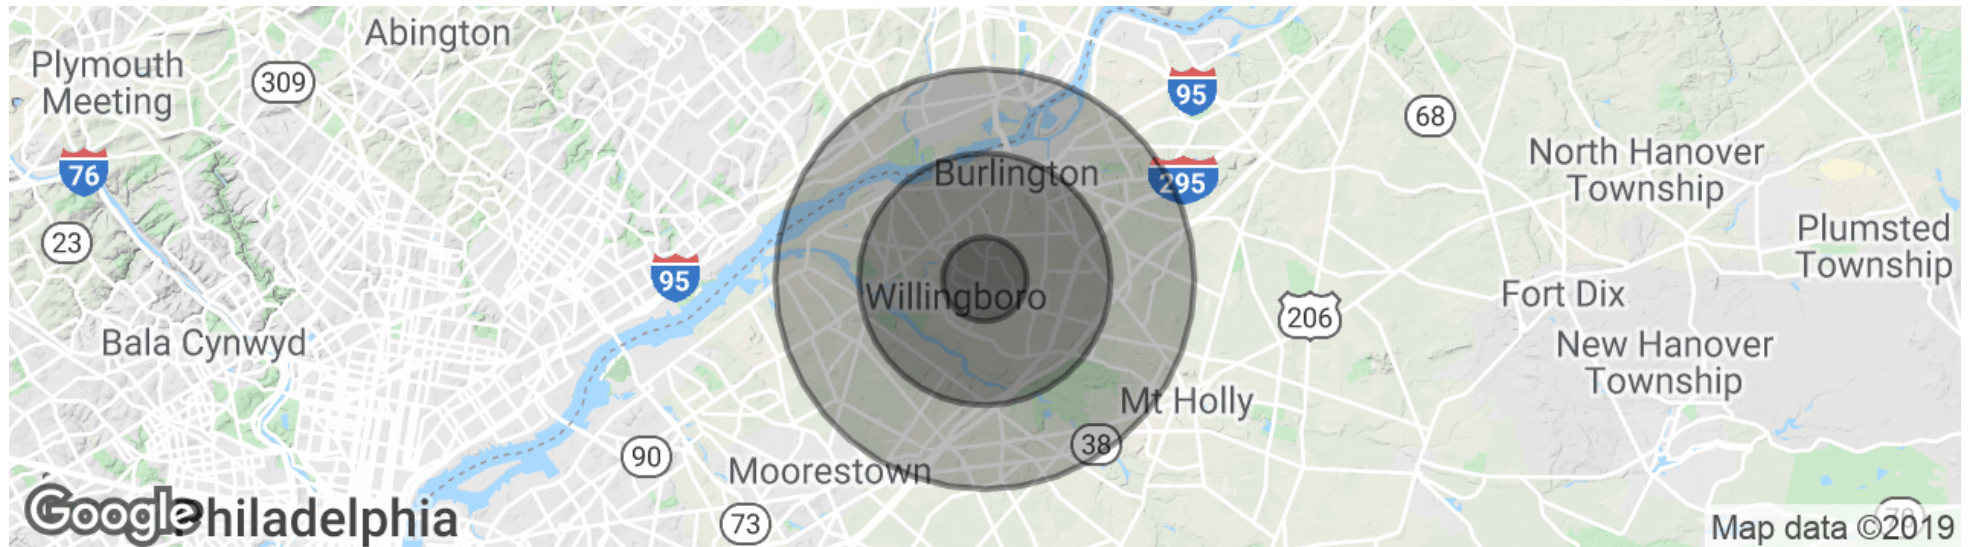 Abington
Plymouth
Meeting
309
95
68
North Hanover
Township
76
Burlington
295
23
Plumsted
Township
95
Willingboro
Fort Dix
206
Bala Cynwyd
New Hanover
Township
Mt Holly
38
90
Moorestown
Google
Philadelphia
73
70
Map data ©2019